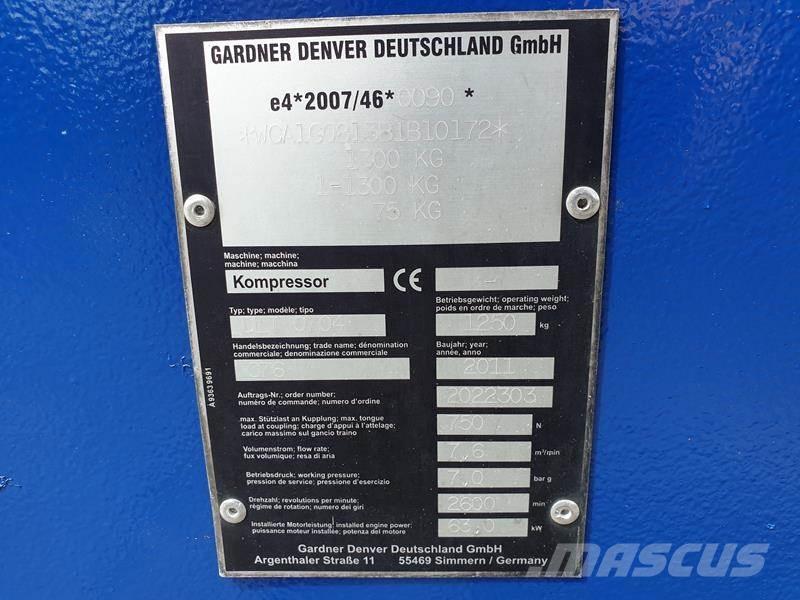 GARDNER DENVER DEUTSCHLAND GmbH
e4*2007/46*0090 *
1300 KG
1-1300 KG
75 KG
Maschine; machine;
machine; macchina
Kompressor
CE
-
Typ; type; modèle; tipo
Betriebsgewicht; operating weight;
poids en ordre de marche; peso
1250 kg
Handelsbezeichnung; trade name; dénomination
commerciale; denominazione commerciale
C76
Baujahr; year;
année, anno
2011
Auftrags-Nr.; order number;
numéro de commande; numero d'ordine
2022303
max. Stützlast an Kupplung; max. tongue
load at coupling; charge d'appui à l'attelage;
carico massimo sul gancio traino
750 N
Volumenstrom; flow rate;
fux volumique; resa di aria
7,6 m³/min
Betriebsdruck; working pressure;
pression de service; pressione d'esercizio
7,0 bar g
Drehzahl; revolutions per minute;
régime de rotation; numero dei giri
2600 min
Installierte Motorleistung; installed engine power;
puissance moteur installée; potenza del motore
63,0 kW
Gardner Denver Deutschland GmbH
Argenthaler Straße 11 55469 Simmern / Germany
A93639691
MASCUS